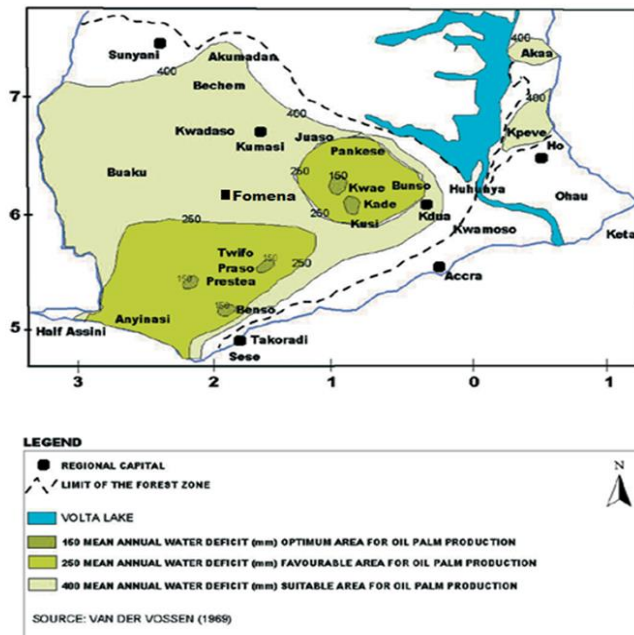 400
Sunyani
Akumadan
400
Akaa
Bechem
400
400
7
Kwadaso
Kumasi
Juaso
Kpeve
Pankese
Ho
Buaku
250
150
Bunso
Huhunya
Kwae
Fomena
Kade
Ohau
6
250
250
Kusi
Kdua
Kwamoso
Keta
Twifo
250
Praso
150
150
Prestea
Accra
Anyinasi
150
Benso
5
Half Assini
Takoradi
Sese
3 2 1 0 1
LEGEND
REGIONAL CAPITAL
N
LIMIT OF THE FOREST ZONE
VOLTA LAKE
150 MEAN ANNUAL WATER DEFICIT (mm) OPTIMUM AREA FOR OIL PALM PRODUCTION
250 MEAN ANNUAL WATER DEFICIT (mm) FAVOURABLE AREA FOR OIL PALM PRODUCTION
400 MEAN ANNUAL WATER DEFICIT (mm) SUITABLE AREA FOR OIL PALM PRODUCTION
SOURCE: VAN DER VOSSEN (1969)